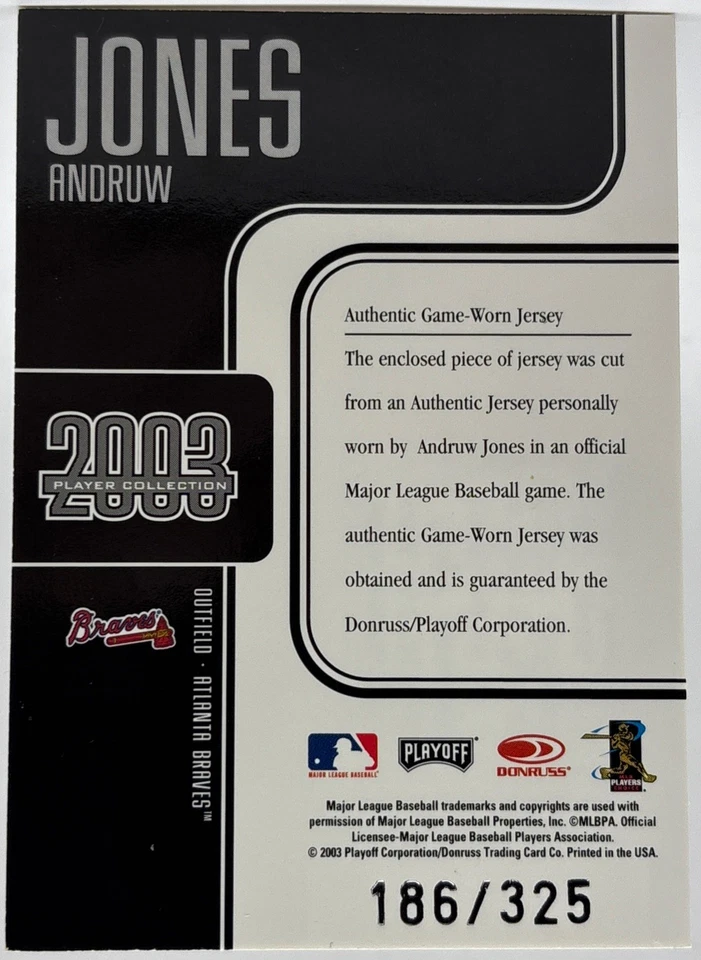 JONES
ANDRUW
Authentic Game-Worn Jersey
The enclosed piece of jersey was cut
from an Authentic Jersey personally
worn by Andruw Jones in an official
Major League Baseball game. The
authentic Game-Worn Jersey was
obtained and is guaranteed by the
Donruss/Playoff Corporation.
2003
PLAYER COLLECTION
Braves
OUTFIELD · ATLANTA BRAVES™
MAJOR LEAGUE BASEBALL
PLAYOFF
DONRUSS
PLAYERS
Major League Baseball trademarks and copyrights are used with
permission of Major League Baseball Properties, Inc. ©MLBPA. Official
Licensee-Major League Baseball Players Association.
© 2003 Playoff Corporation/Donruss Trading Card Co. Printed in the USA.
186/325